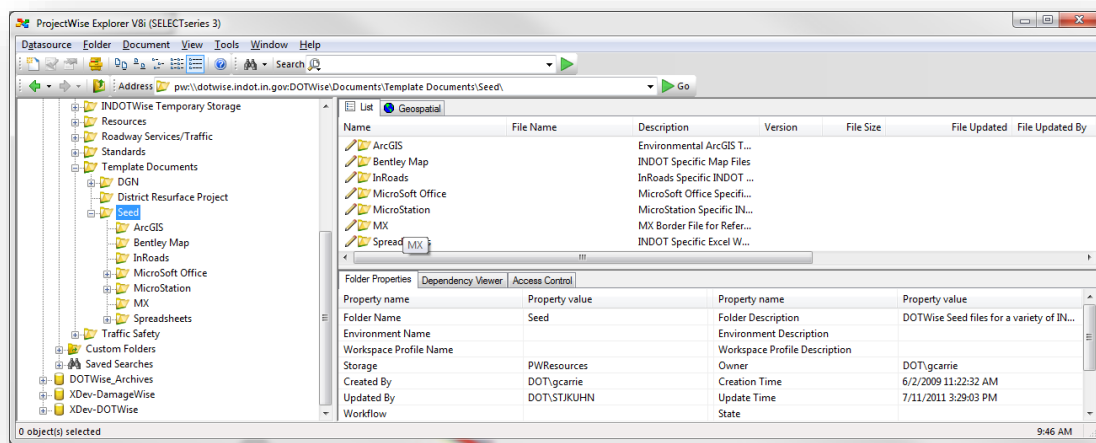 ProjectWise Explorer V8i (SELECTseries 3)
Datasource Folder Document View Tools Window Help
Search
Address pw:\\dotwise.indot.in.gov:DOTWise\Documents\Template Documents\Seed\ Go
INDOTWise Temporary Storage
Resources
Roadway Services/Traffic
Standards
Template Documents
DGN
District Resurface Project
Seed
ArcGIS
Bentley Map
InRoads
MicroSoft Office
MicroStation
MX
Spreadsheets
Traffic Safety
Custom Folders
Saved Searches
DOTWise_Archives
XDev-DamageWise
XDev-DOTWise
List Geospatial
Name File Name Description Version File Size File Updated File Updated By
ArcGIS Environmental ArcGIS T...
Bentley Map INDOT Specific Map Files
InRoads InRoads Specific INDOT ...
MicroSoft Office MicroSoft Office Specifi...
MicroStation MicroStation Specific IN...
MX MX Border File for Refer...
INDOT Specific Excel W...
MX
Folder Properties Dependency Viewer Access Control
Property name Property value Property name Property value
Folder Name Seed Folder Description DOTWise Seed files for a variety of IN...
Environment Name Environment Description
Workspace Profile Name Workspace Profile Description
Storage PWResources Owner DOT\gcarrie
Created By DOT\gcarrie Creation Time 6/2/2009 11:22:32 AM
Updated By DOT\STJKUHN Update Time 7/11/2011 3:29:03 PM
Workflow State
0 object(s) selected 9:46 AM